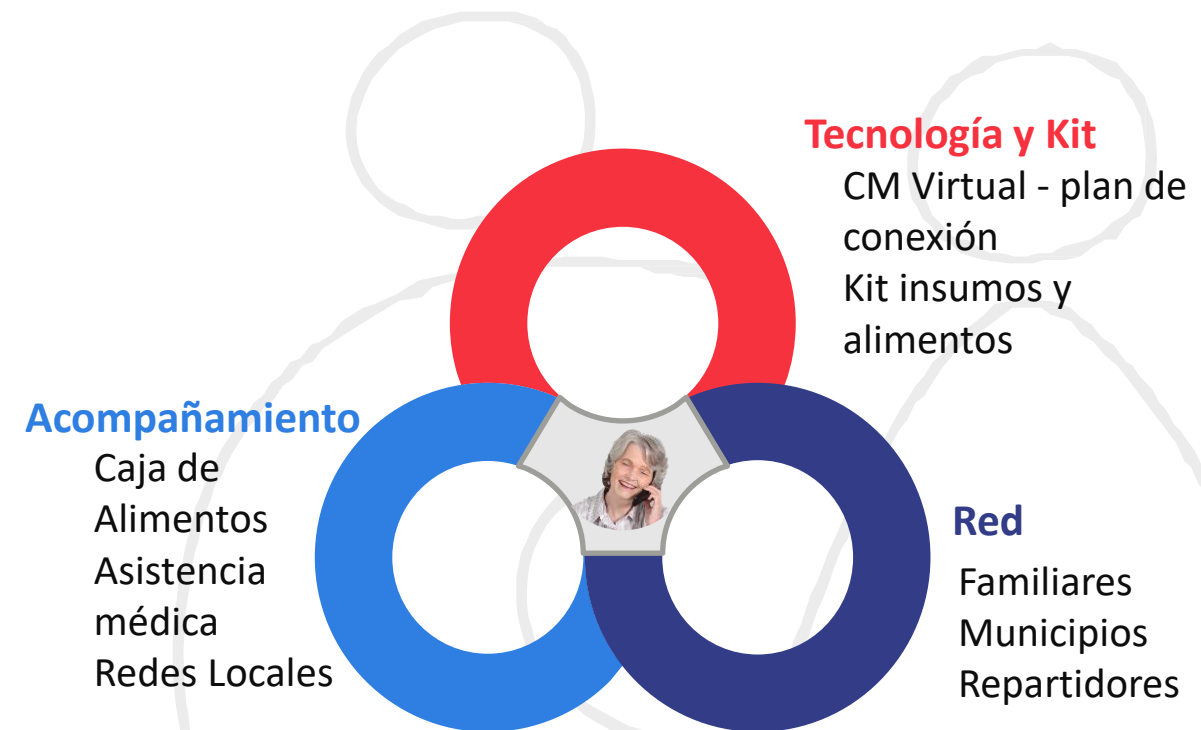 Tecnología y Kit
CM Virtual - plan de
conexión
Kit insumos y
alimentos
Acompañamiento
Caja de
Alimentos
Asistencia
médica
Redes Locales
Red
Familiares
Municipios
Repartidores